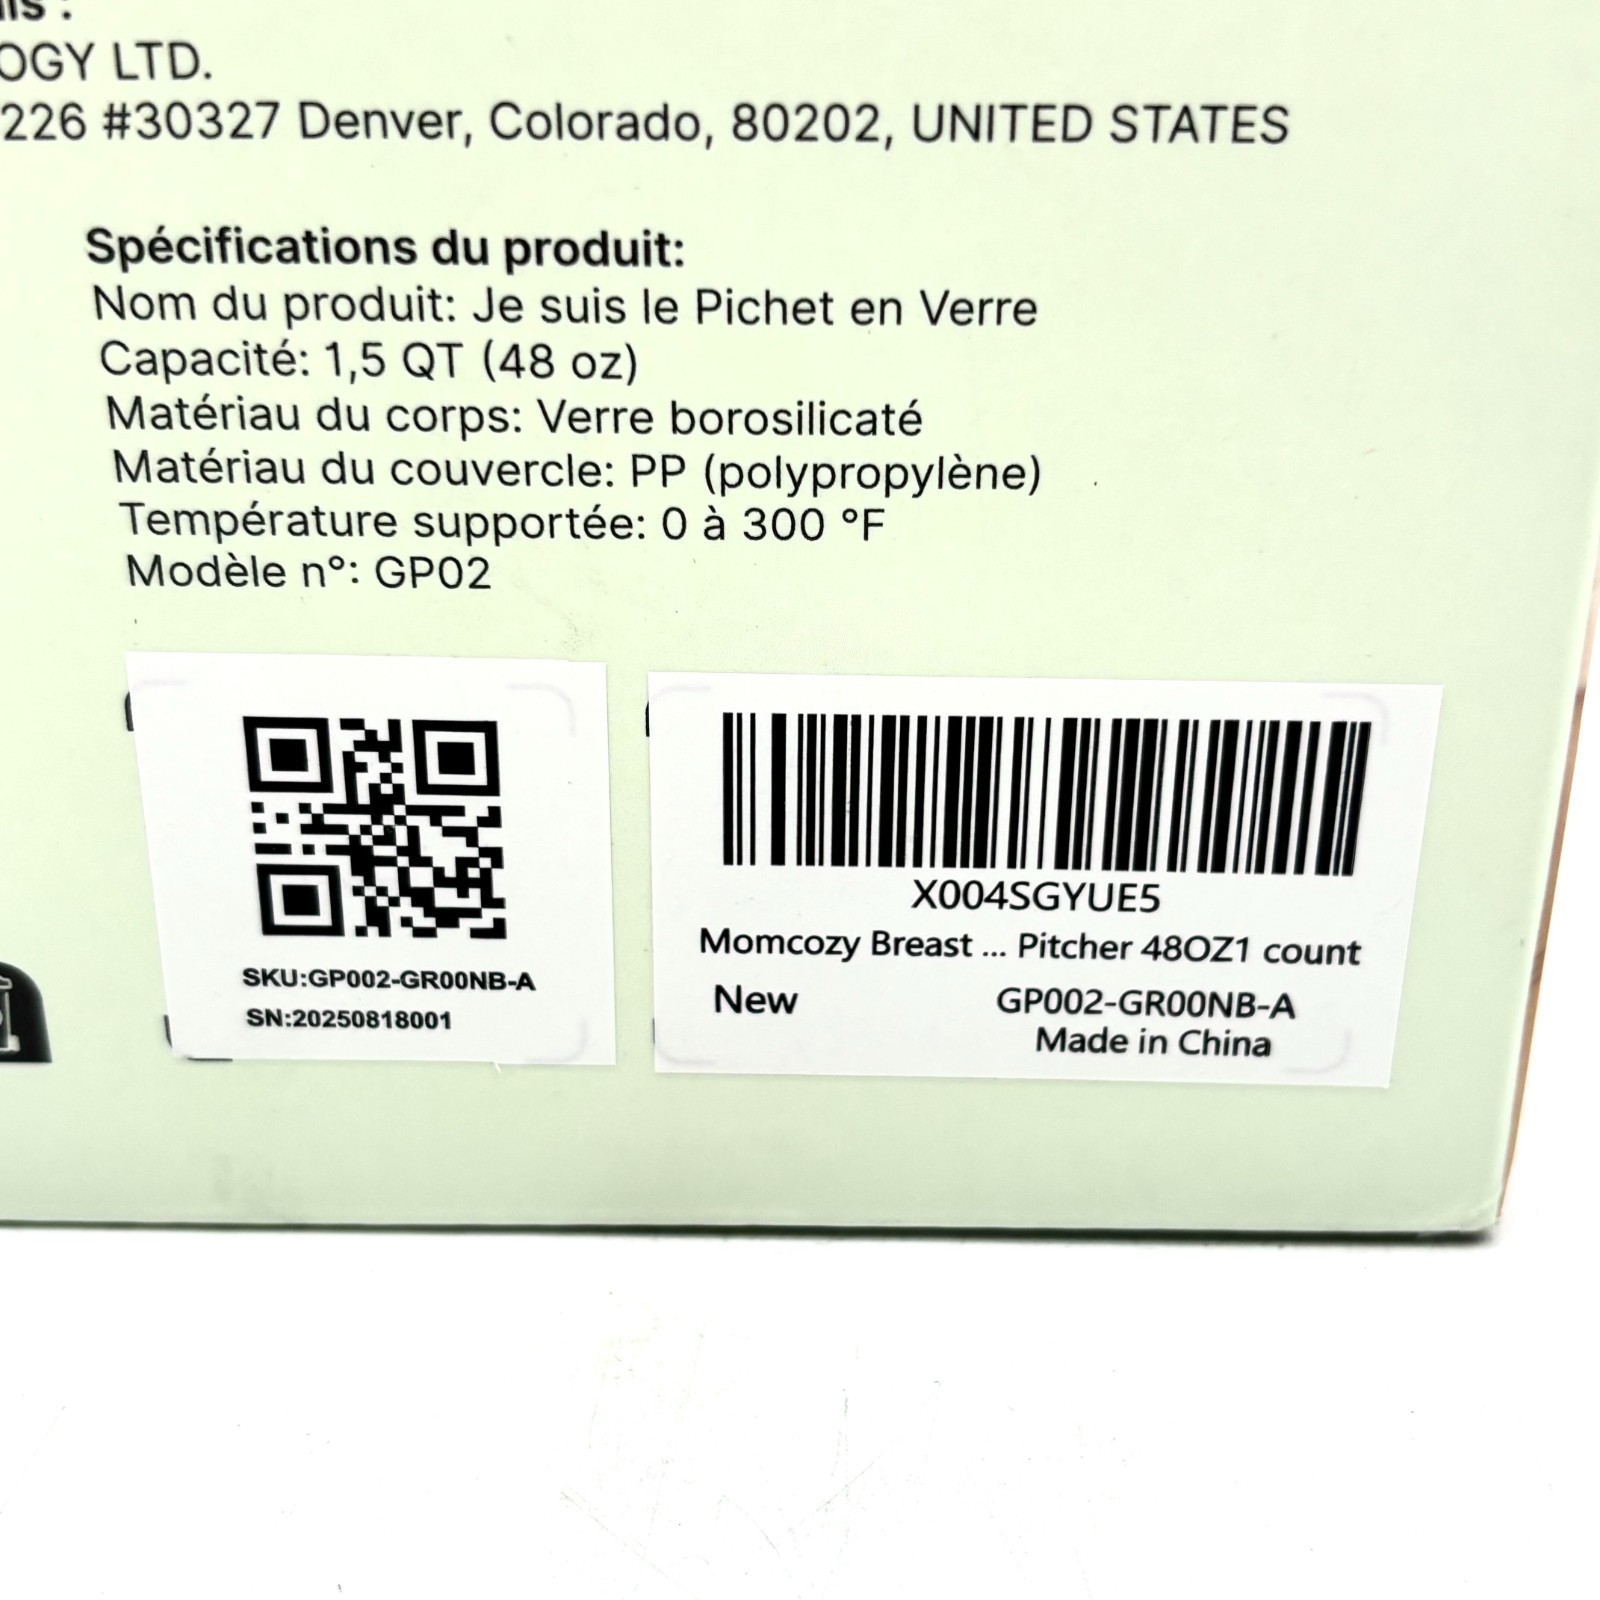 OGY LTD.
226 #30327 Denver, Colorado, 80202, UNITED STATES
Spécifications du produit:
Nom du produit: Je suis le Pichet en Verre
Capacité: 1,5 QT (48 oz)
Matériau du corps: Verre borosilicaté
Matériau du couvercle: PP (polypropylène)
Température supportée: 0 à 300 °F
Modèle n°: GP02
SKU:GP002-GR00NB-A
SN:20250818001
X004SGYUE5
Momcozy Breast ... Pitcher 48OZ1 count
New GP002-GR00NB-A
Made in China